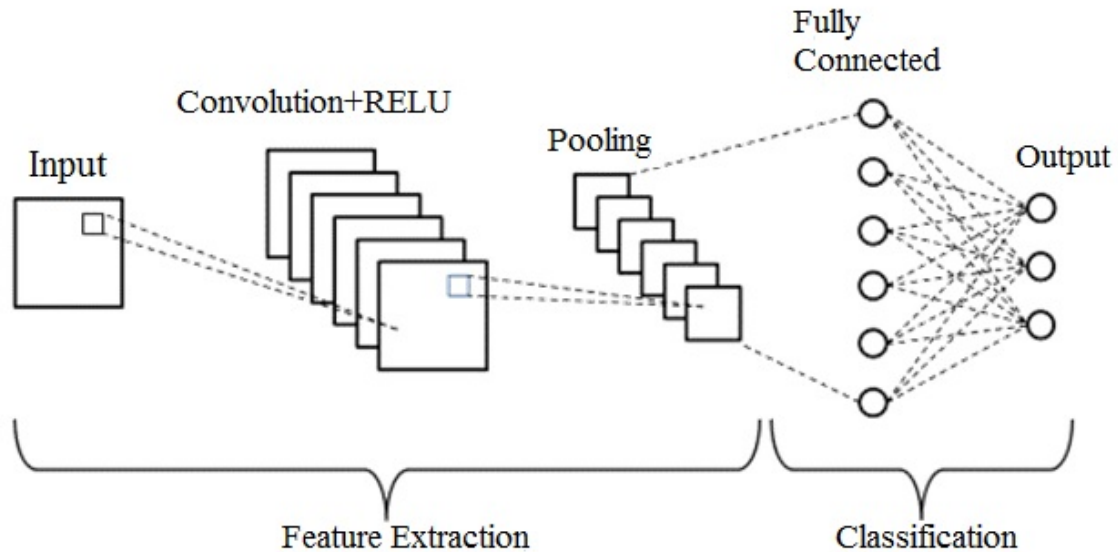 Fully
Connected
Convolution+RELU
Pooling
Input
Output
Feature Extraction
Classification